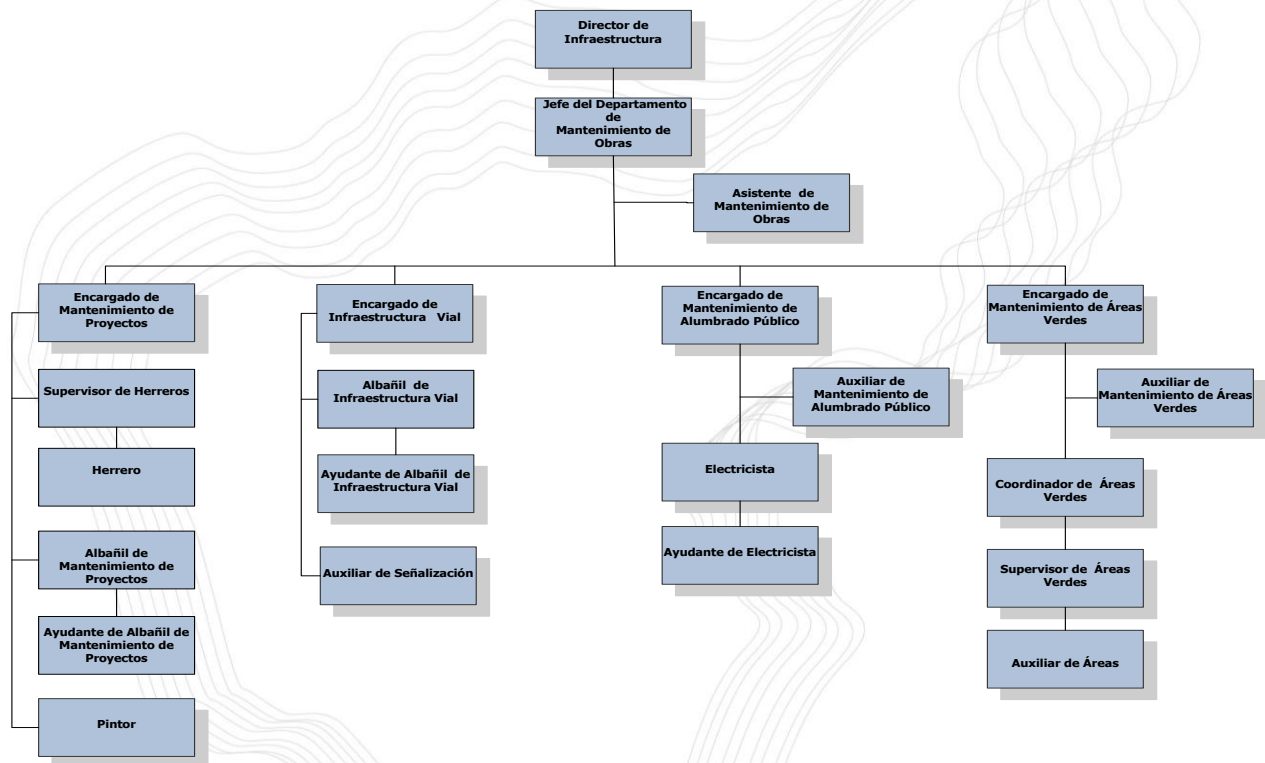 Director de
Infraestructura
Jefe del Departamento
de
Mantenimiento de
Obras
Asistente de
Mantenimiento de
Obras
Encargado de
Mantenimiento de
Proyectos
Supervisor de Herreros
Herrero
Albañil de
Mantenimiento de
Proyectos
Ayudante de Albañil de
Mantenimiento de
Proyectos
Pintor
Encargado de
Infraestructura Vial
Albañil de
Infraestructura Vial
Ayudante de Albañil de
Infraestructura Vial
Auxiliar de Señalización
Encargado de
Mantenimiento de
Alumbrado Público
Auxiliar de
Mantenimiento de
Alumbrado Público
Electricista
Ayudante de Electricista
Encargado de
Mantenimiento de Áreas
Verdes
Auxiliar de
Mantenimiento de Áreas
Verdes
Coordinador de Áreas
Verdes
Supervisor de Áreas
Verdes
Auxiliar de Áreas